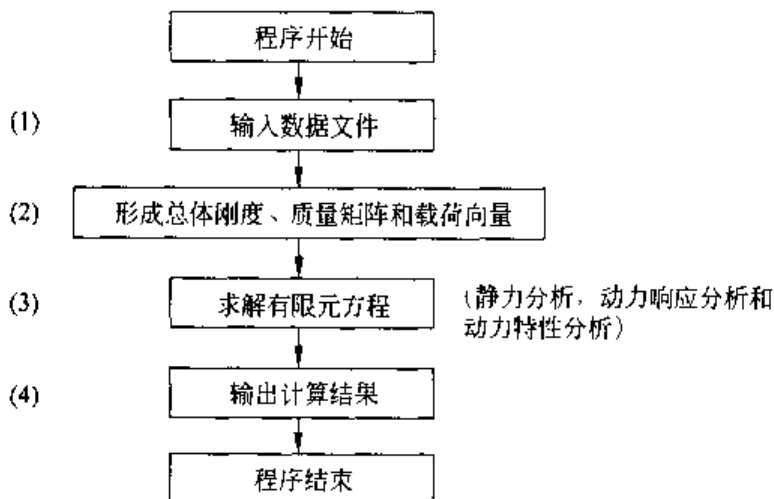 程序开始
(1)
输入数据文件
(2)
形成总体刚度、质量矩阵和载荷向量
(3)
求解有限元方程
(静力分析，动力响应分析和
动力特性分析)
(4)
输出计算结果
程序结束